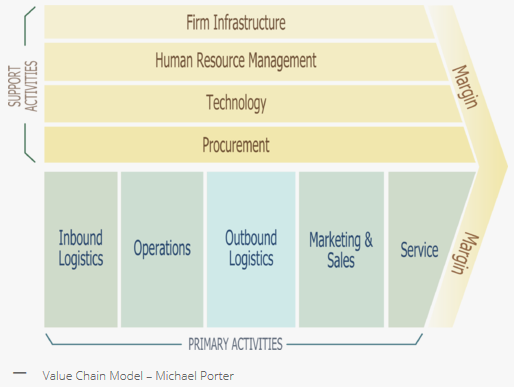 Firm Infrastructure
Human Resource Management
Technology
Procurement
SUPPORT
ACTIVITIES
Margin
Inbound
Logistics
Operations
Outbound
Logistics
Marketing &
Sales
Service
Margin
PRIMARY ACTIVITIES
— Value Chain Model – Michael Porter